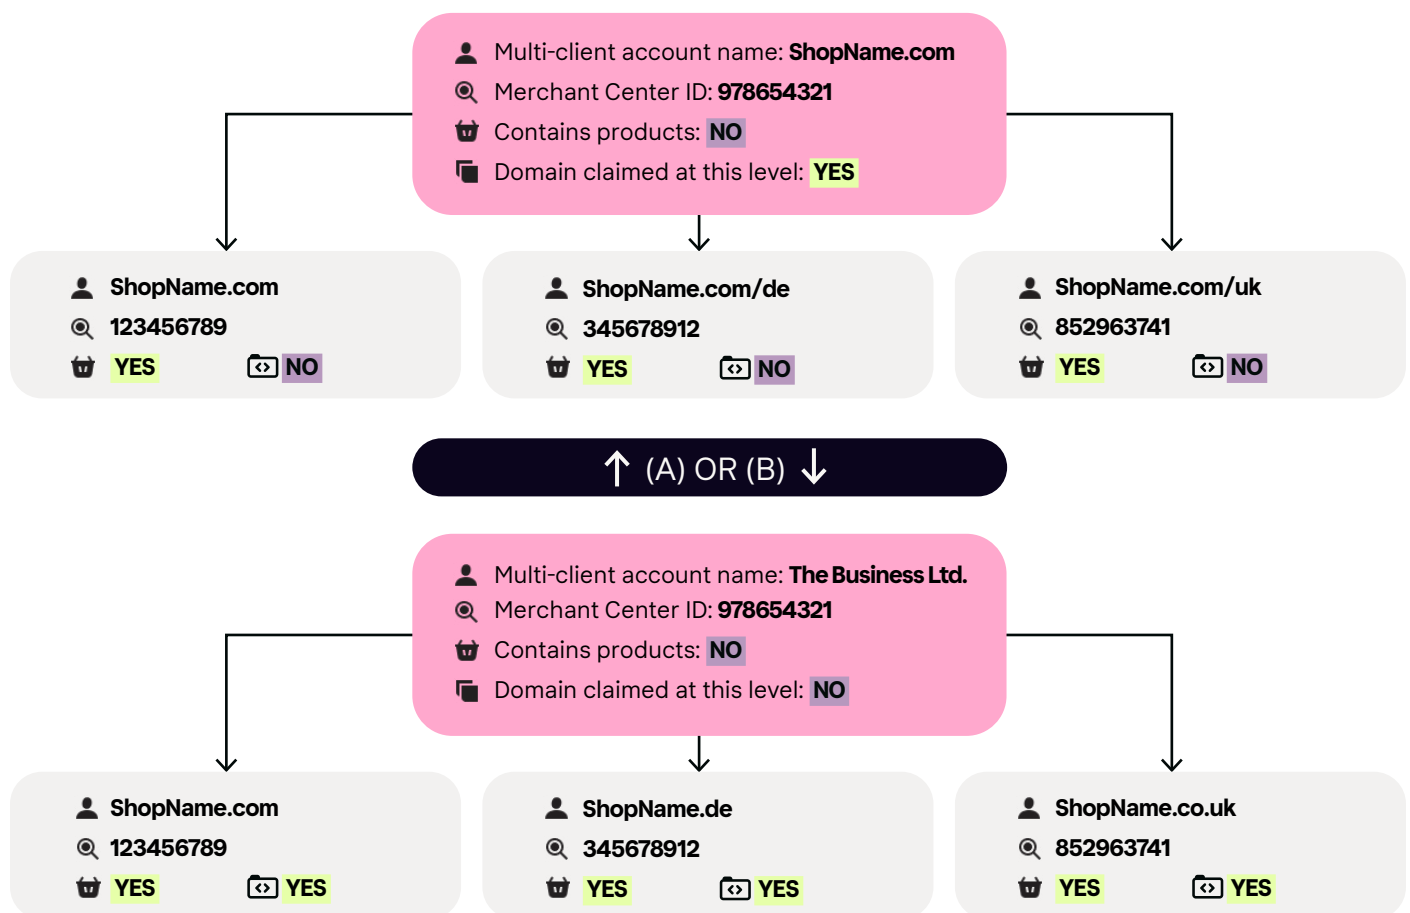 Multi-client account name: ShopName.com
Merchant Center ID: 978654321
Contains products: NO
Domain claimed at this level: YES
ShopName.com
123456789
YES NO
ShopName.com/de
345678912
YES NO
ShopName.com/uk
852963741
YES NO
(A) OR (B)
Multi-client account name: The Business Ltd.
Merchant Center ID: 978654321
Contains products: NO
Domain claimed at this level: NO
ShopName.com
123456789
YES YES
ShopName.de
345678912
YES YES
ShopName.co.uk
852963741
YES YES